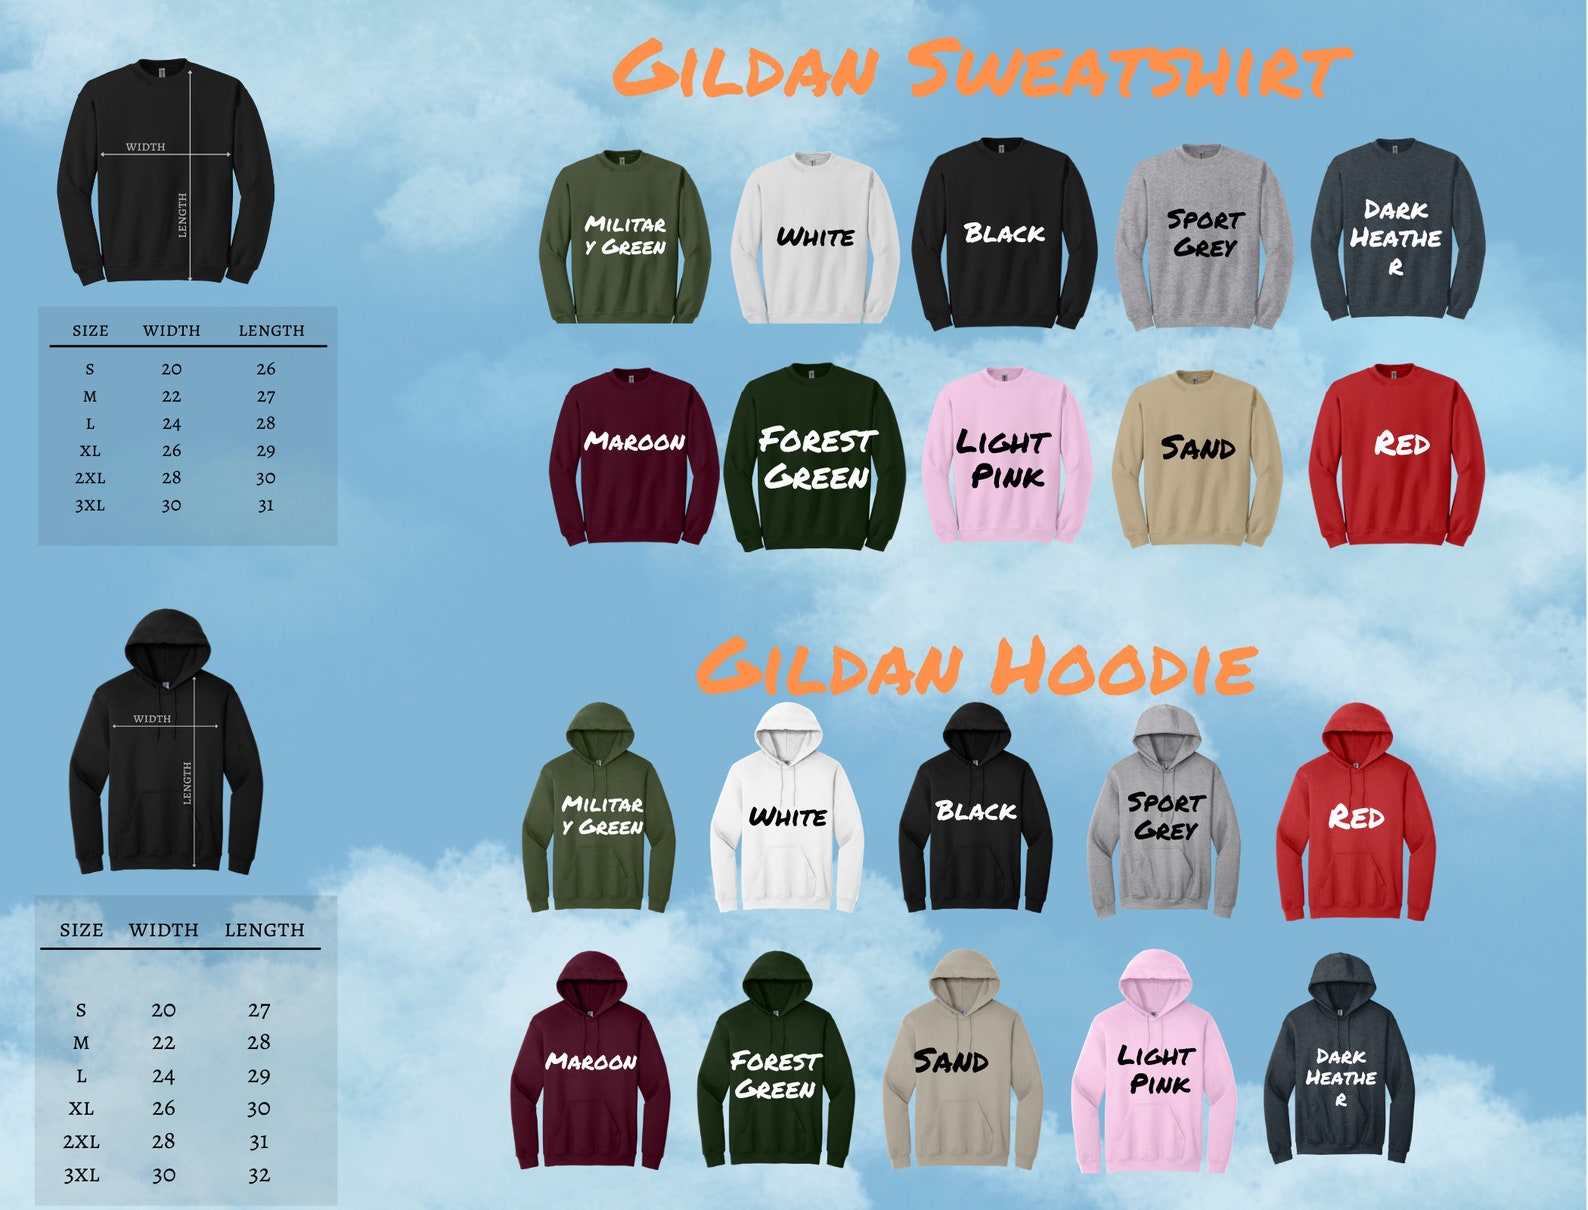 Gildan Sweatshirt
WIDTH
LENGTH
Militar
y Green
White
Black
Sport
Grey
Dark
Heathe
r
SIZE WIDTH LENGTH
S 20 26
M 22 27
L 24 28
XL 26 29
2XL 28 30
3XL 30 31
Maroon
Forest
Green
Light
Pink
Sand
Red
Gildan Hoodie
WIDTH
LENGTH
Militar
y Green
White
Black
Sport
Grey
Red
SIZE WIDTH LENGTH
S 20 27
M 22 28
L 24 29
XL 26 30
2XL 28 31
3XL 30 32
Maroon
Forest
Green
Sand
Light
Pink
Dark
Heathe
r